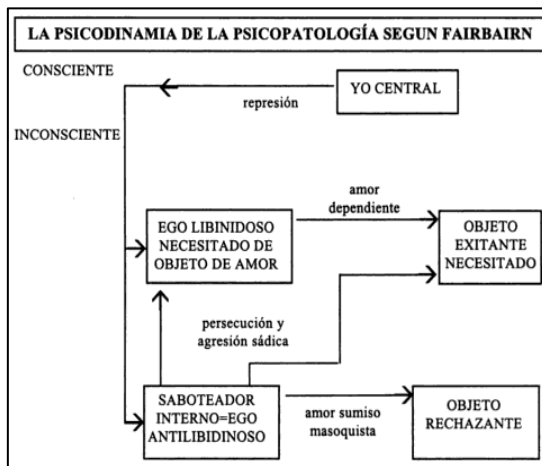 LA PSICODINAMIA DE LA PSICOPATOLOGÍA SEGUN FAIRBAIRN
CONSCIENTE
represión
YO CENTRAL
INCONSCIENTE
EGO LIBINIDOSO
NECESITADO DE
OBJETO DE AMOR
amor
dependiente
OBJETO
EXITANTE
NECESITADO
persecución y
agresión sádica
SABOTEADOR
INTERNO=EGO
ANTILIBIDINOSO
amor sumiso
masoquista
OBJETO
RECHAZANTE